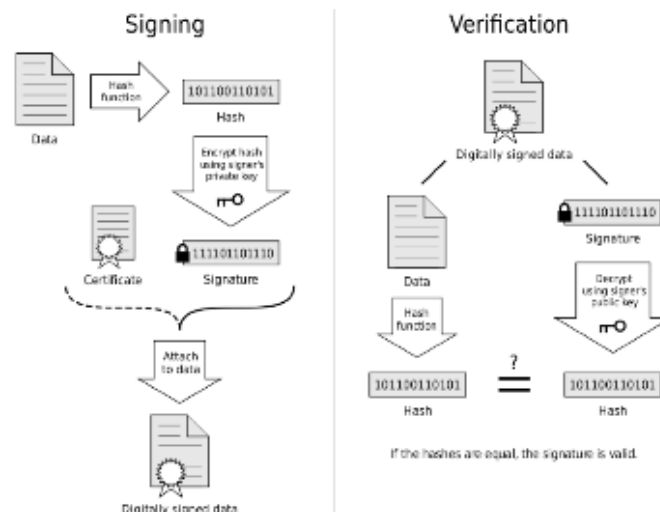 Signing
Hash
function
101100110101
Hash
Data
Encrypt hash
using signer's
private key
111101101110
Certificate
Signature
Attach
to data
Digitally signed data
Verification
Digitally signed data
111101101110
Signature
Data
Decrypt
using signer's
public key
Hash
function
?
101100110101
=
101100110101
Hash
Hash
If the hashes are equal, the signature is valid.